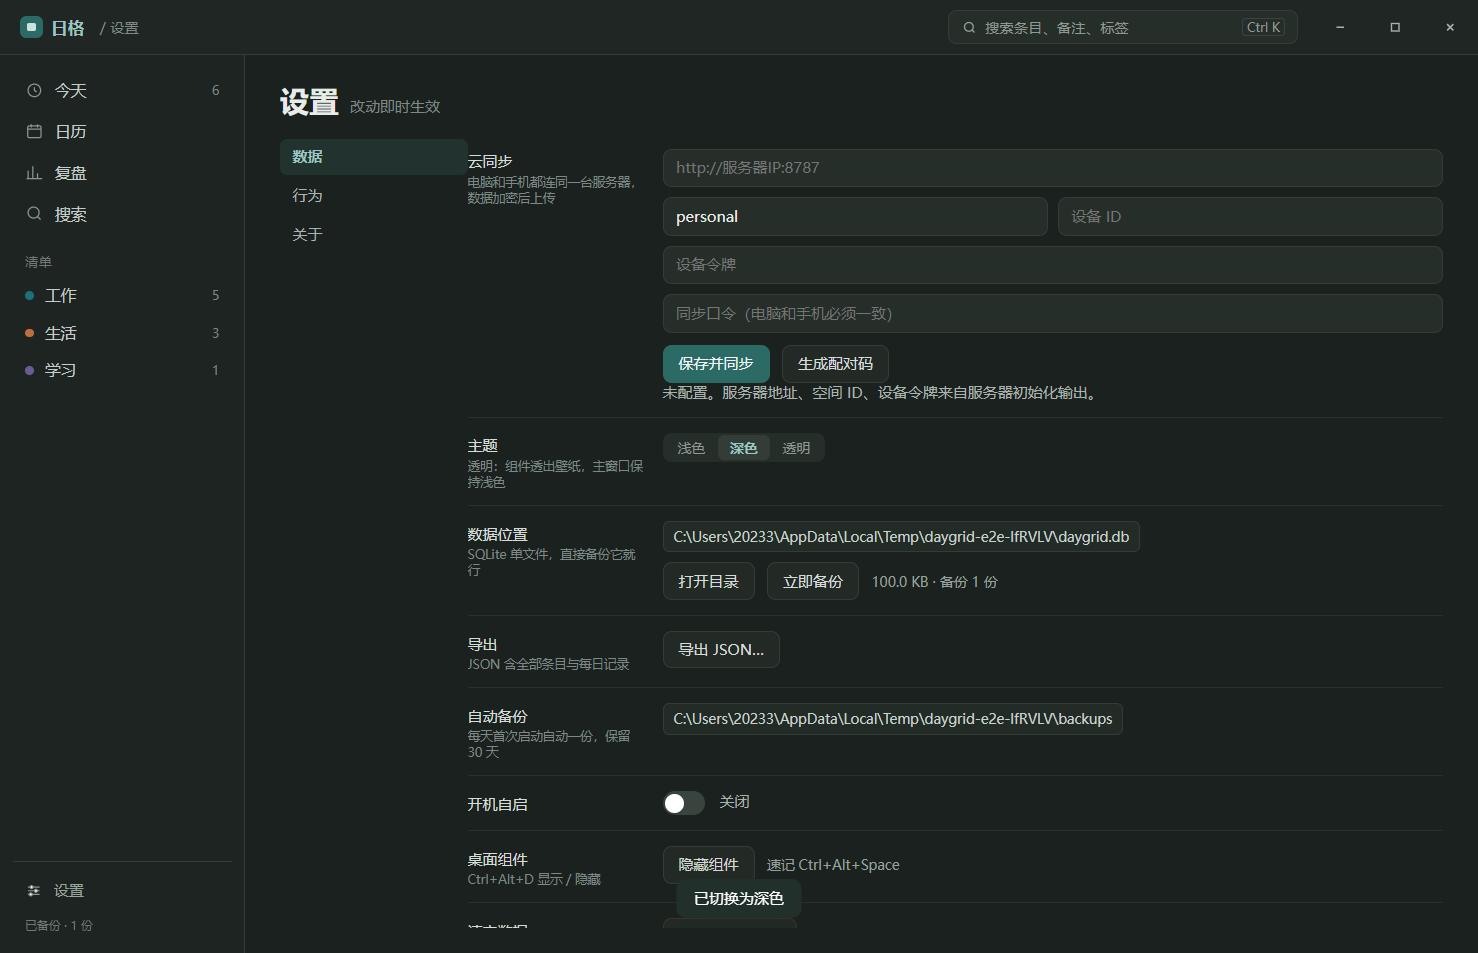 日格 / 设置
搜索条目、备注、标签 Ctrl K
今天 6
日历
复盘
搜索
清单
工作 5
生活 3
学习 1
设置
已备份 · 1 份
设置 改动即时生效
数据
行为
关于
云同步
电脑和手机都连同一台服务器，
数据加密后上传
http://服务器IP:8787
personal
设备 ID
设备令牌
同步口令（电脑和手机必须一致）
保存并同步
生成配对码
未配置。服务器地址、空间 ID、设备令牌来自服务器初始化输出。
主题
透明：组件透出壁纸，主窗口保
持浅色
浅色 深色 透明
数据位置
SQLite 单文件，直接备份它就
行
C:\Users\20233\AppData\Local\Temp\daygrid-e2e-IfRVLV\daygrid.db
打开目录 立即备份 100.0 KB · 备份 1 份
导出
JSON 含全部条目与每日记录
导出 JSON...
自动备份
每天首次启动自动一份，保留
30 天
C:\Users\20233\AppData\Local\Temp\daygrid-e2e-IfRVLV\backups
开机自启
关闭
桌面组件
Ctrl+Alt+D 显示 / 隐藏
隐藏组件 速记 Ctrl+Alt+Space
已切换为深色